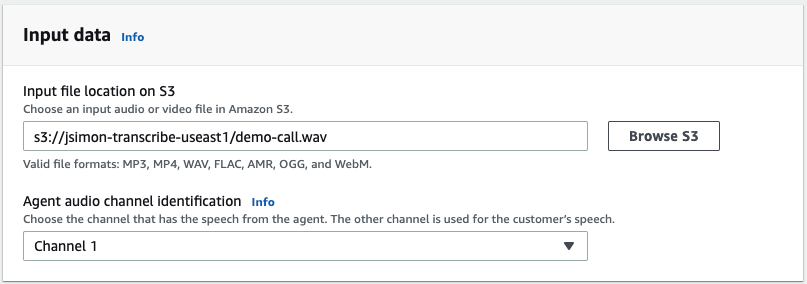 Input data Info
Input file location on S3
Choose an input audio or video file in Amazon S3.
s3://jsimon-transcribe-useast1/demo-call.wav Browse S3
Valid file formats: MP3, MP4, WAV, FLAC, AMR, OGG, and WebM.
Agent audio channel identification Info
Choose the channel that has the speech from the agent. The other channel is used for the customer's speech.
Channel 1